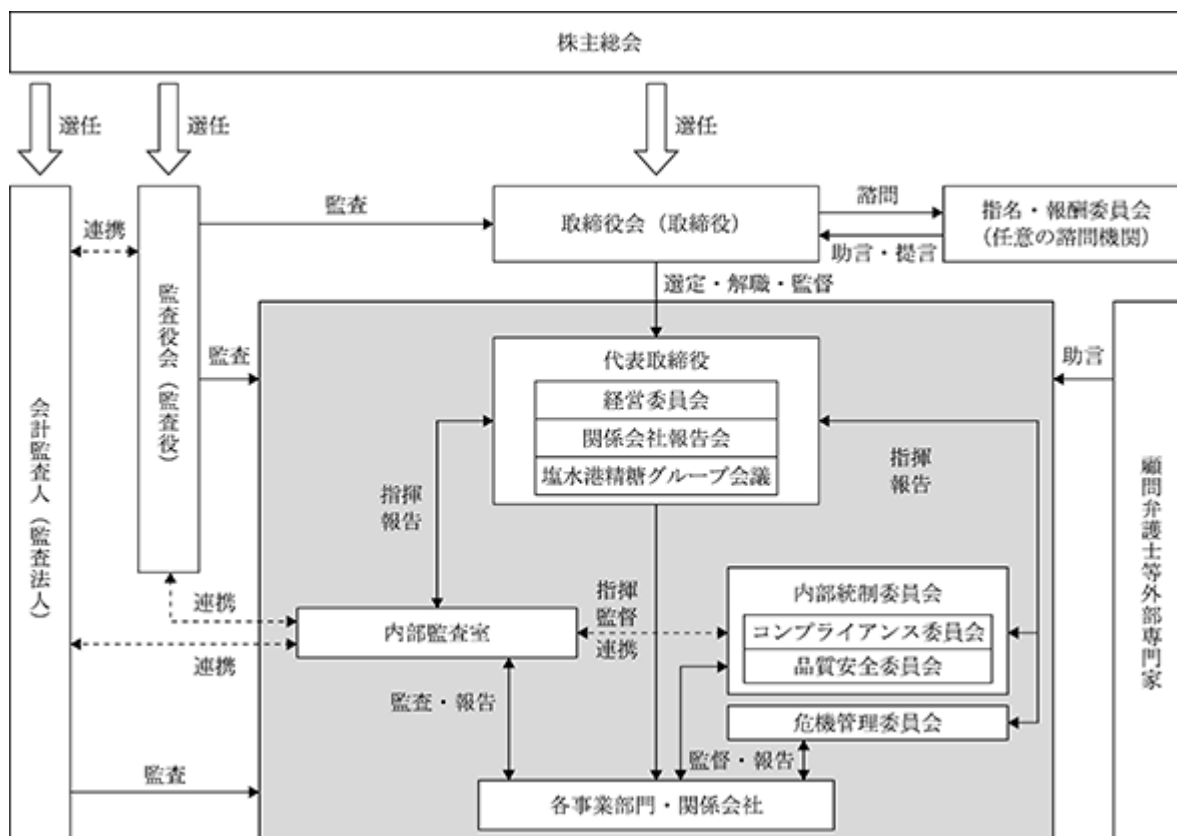 株主総会
選任
選任
選任
監査
取締役会（取締役）
諮問
指名・報酬委員会
（任意の諮問機関）
助言・提言
連携
選定・解職・監督
監査役会（監査役）
監査
代表取締役
経営委員会
関係会社報告会
塩水港精糖グループ会議
助言
会計監査人（監査法人）
顧問弁護士等外部専門家
指揮
報告
指揮
報告
連携
内部監査室
指揮
監督
連携
内部統制委員会
コンプライアンス委員会
品質安全委員会
連携
監査・報告
危機管理委員会
監督・報告
監査
各事業部門・関係会社